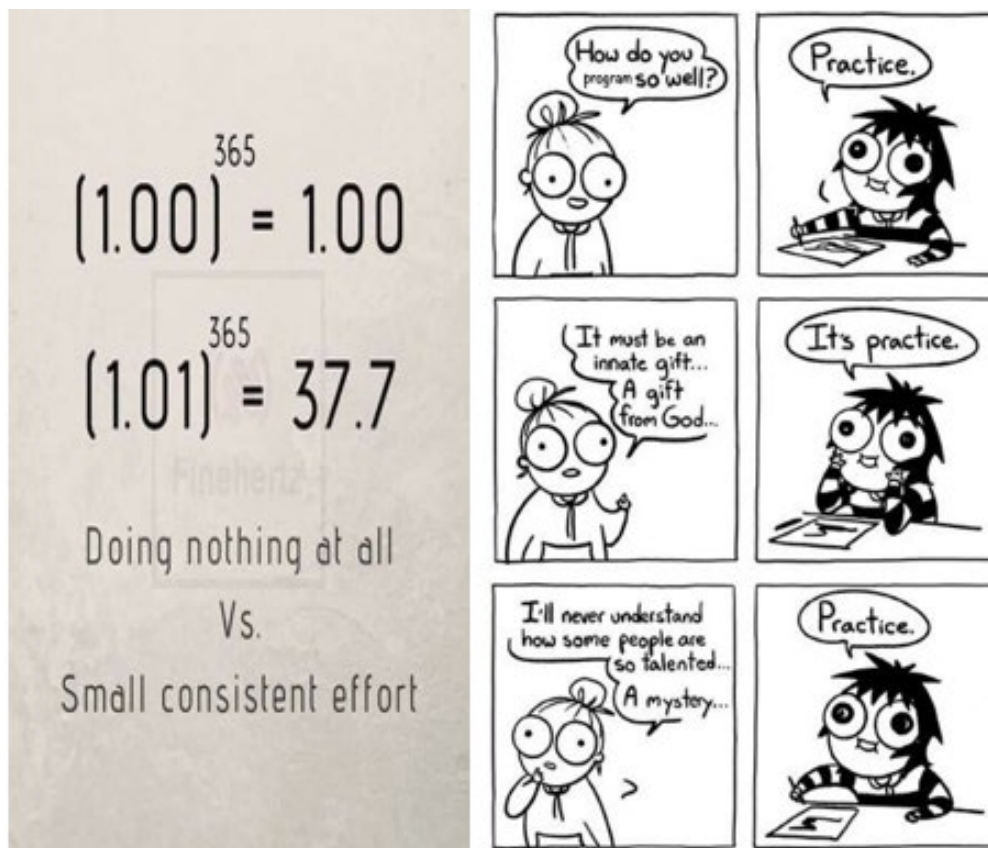 365
(1.00) = 1.00
365
(1.01) = 37.7
Finehertz
Doing nothing at all
Vs.
Small consistent effort
How do you
program so well?
Practice.
It must be an
innate gift...
A gift
from God...
It's practice.
I'll never understand
how some people are
so talented...
A mystery...
Practice.